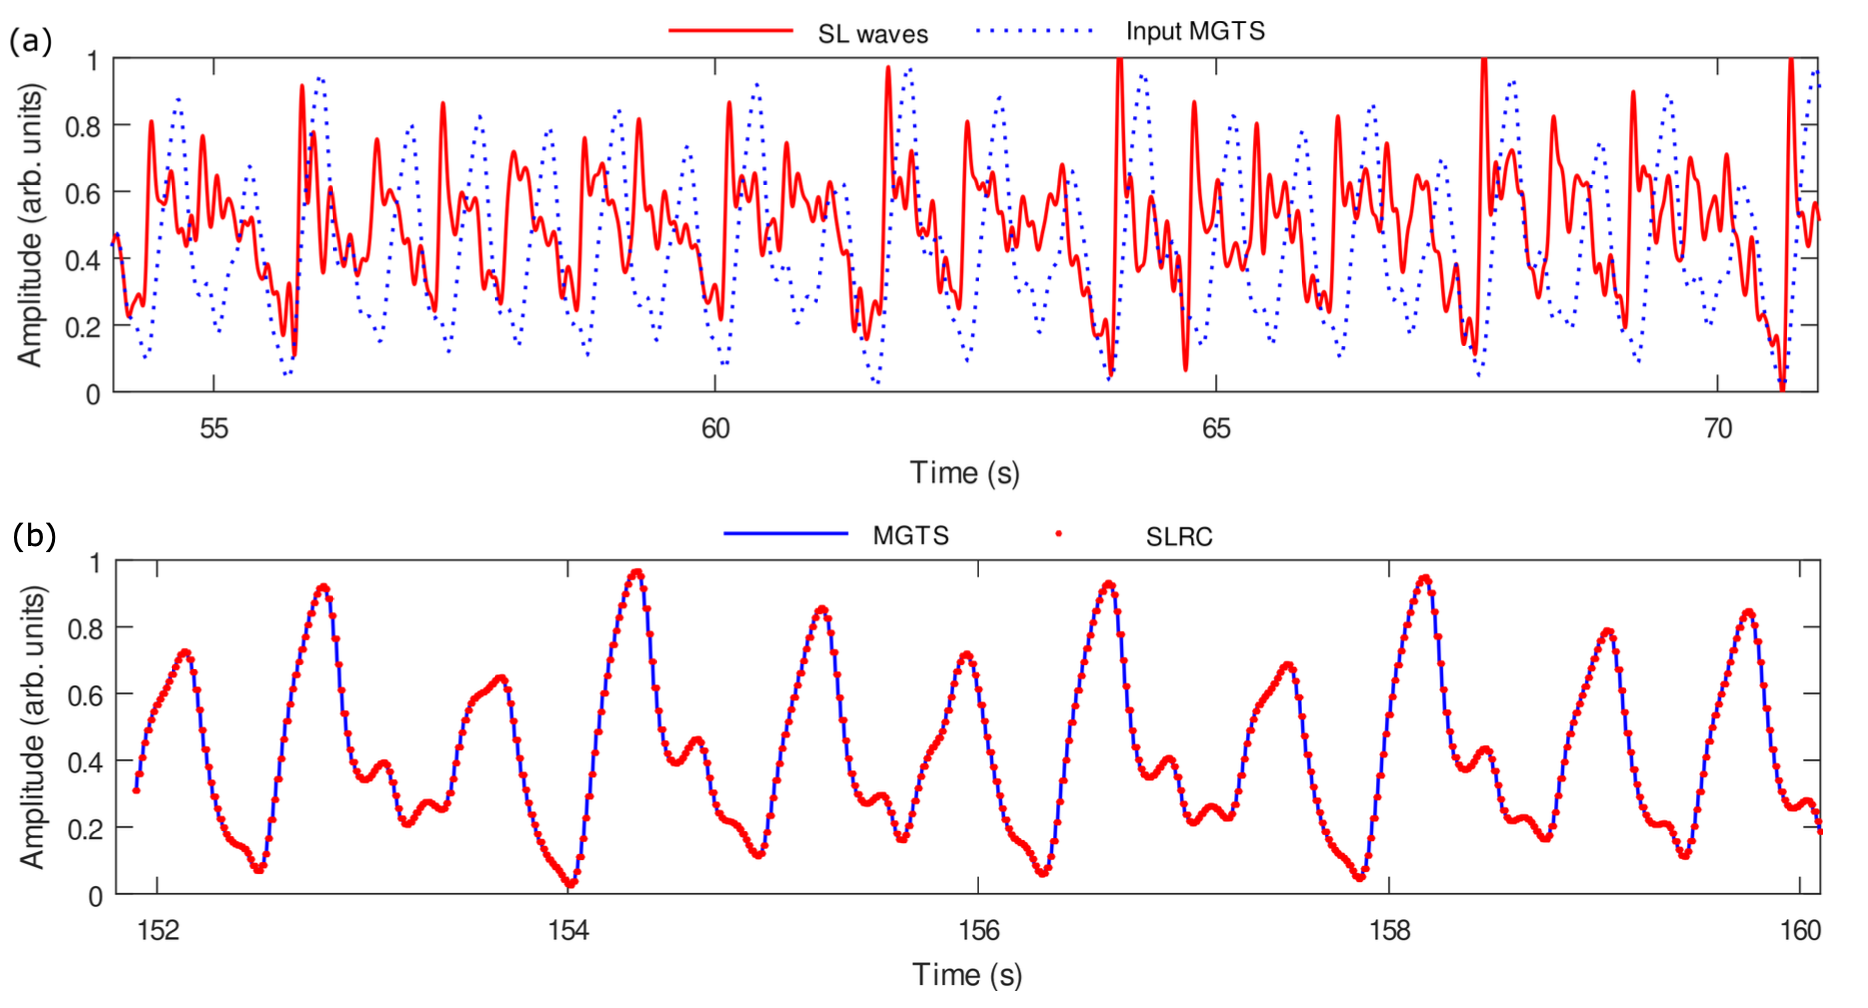 (a)
SL waves Input MGTS
Amplitude (arb. units)
1
0.8
0.6
0.4
0.2
0
55 60 65 70
Time (s)
(b)
MGTS SLRC
Amplitude (arb. units)
1
0.8
0.6
0.4
0.2
0
152 154 156 158 160
Time (s)